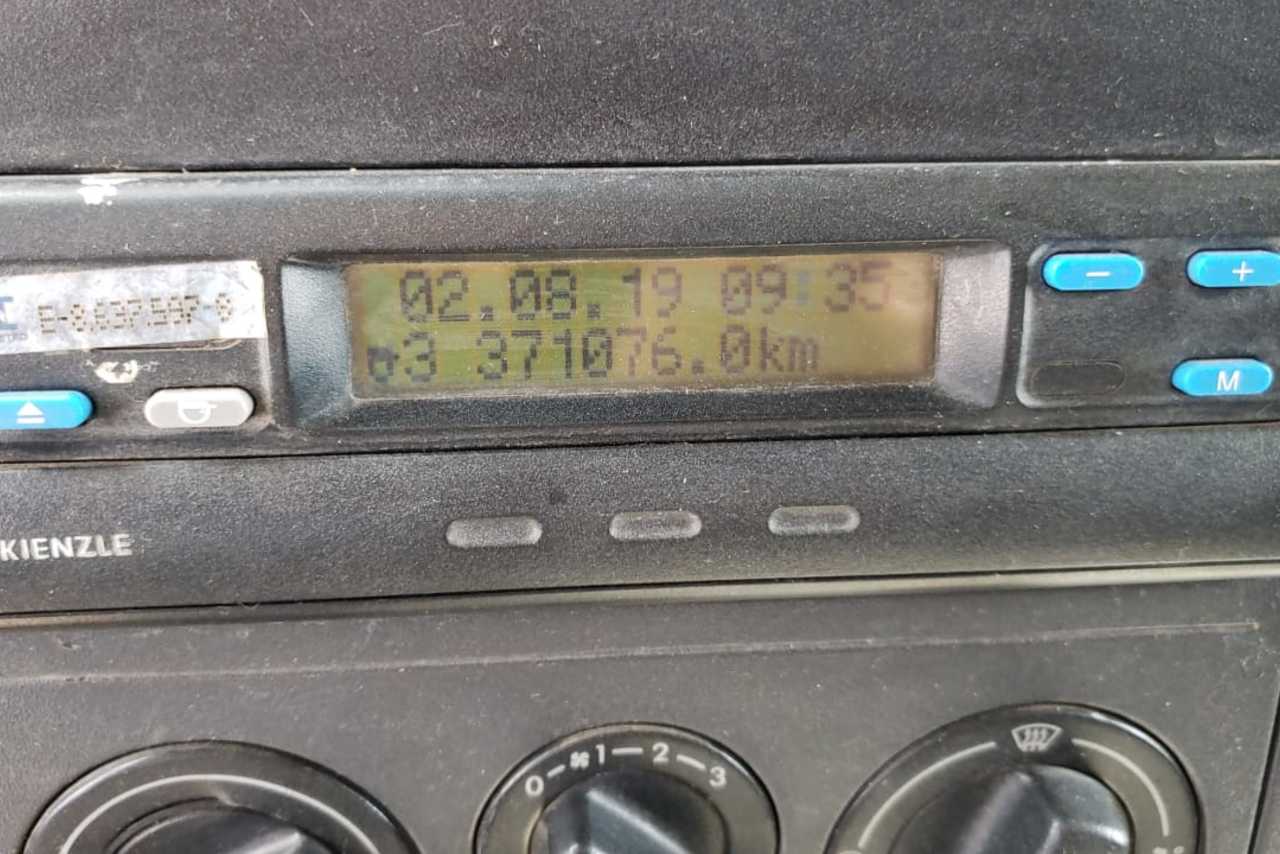 02.08.19 09:35
3 371076.0km
− +
M
KIENZLE
0 1 2 3